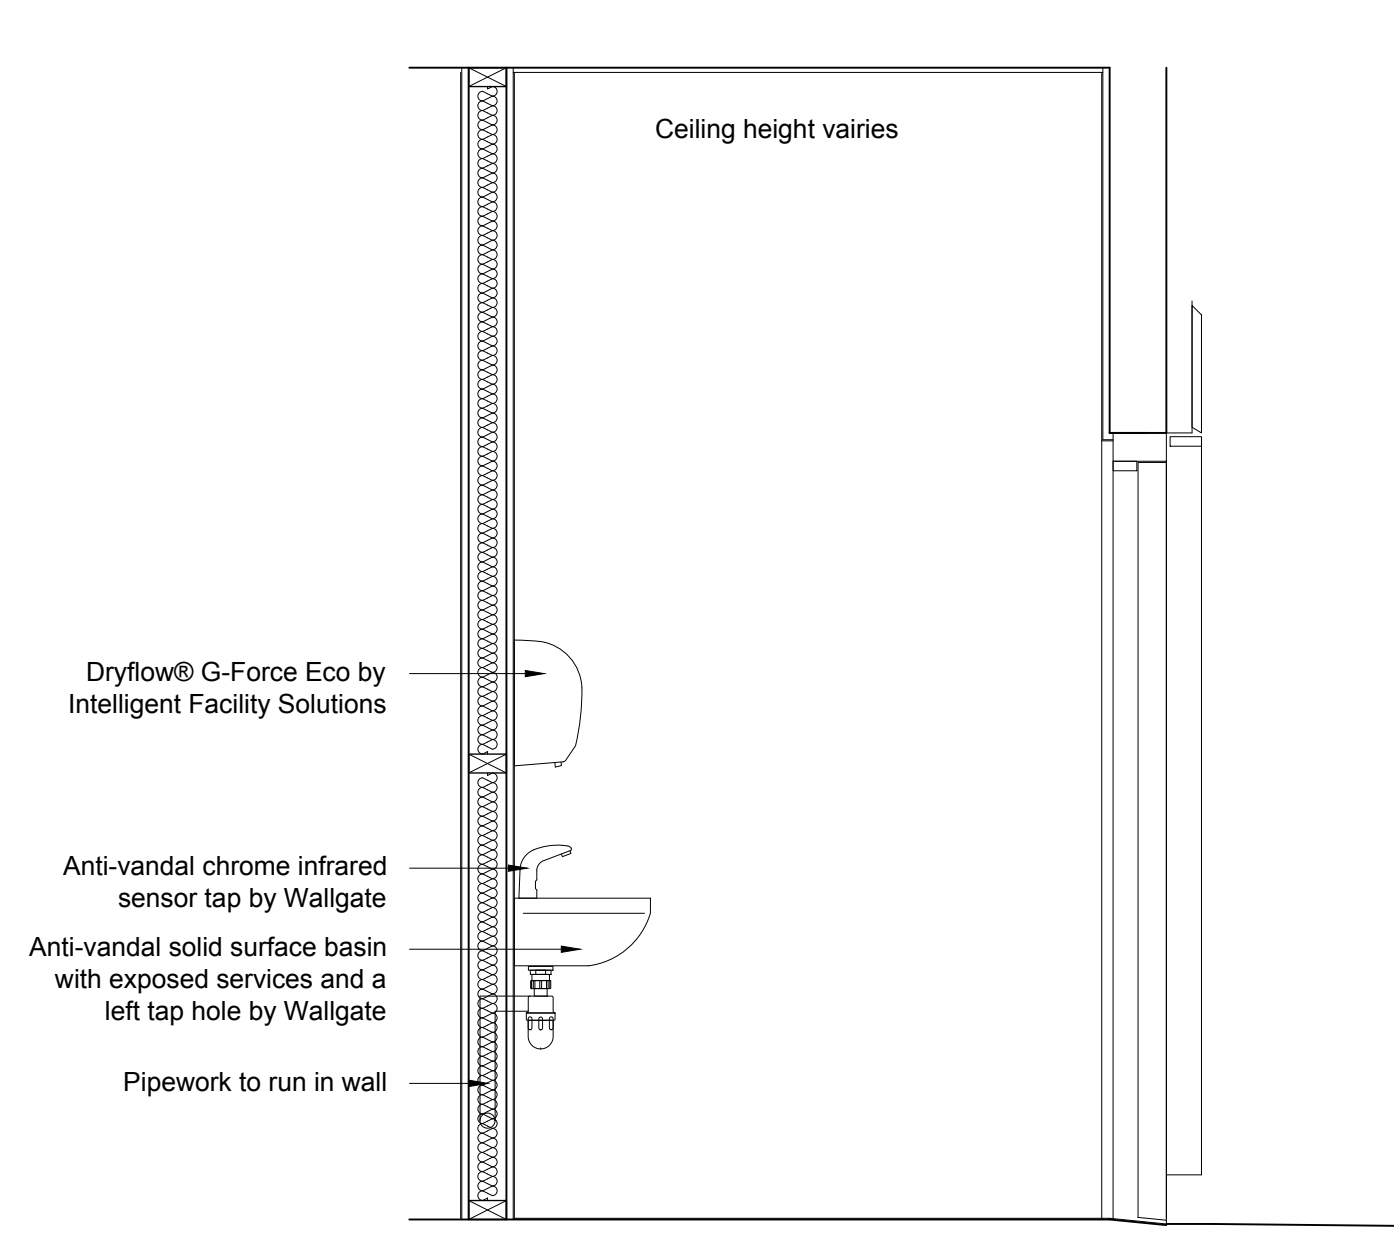 Ceiling height vairies
Dryflow® G-Force Eco by
Intelligent Facility Solutions
Anti-vandal chrome infrared
sensor tap by Wallgate
Anti-vandal solid surface basin
with exposed services and a
left tap hole by Wallgate
Pipework to run in wall